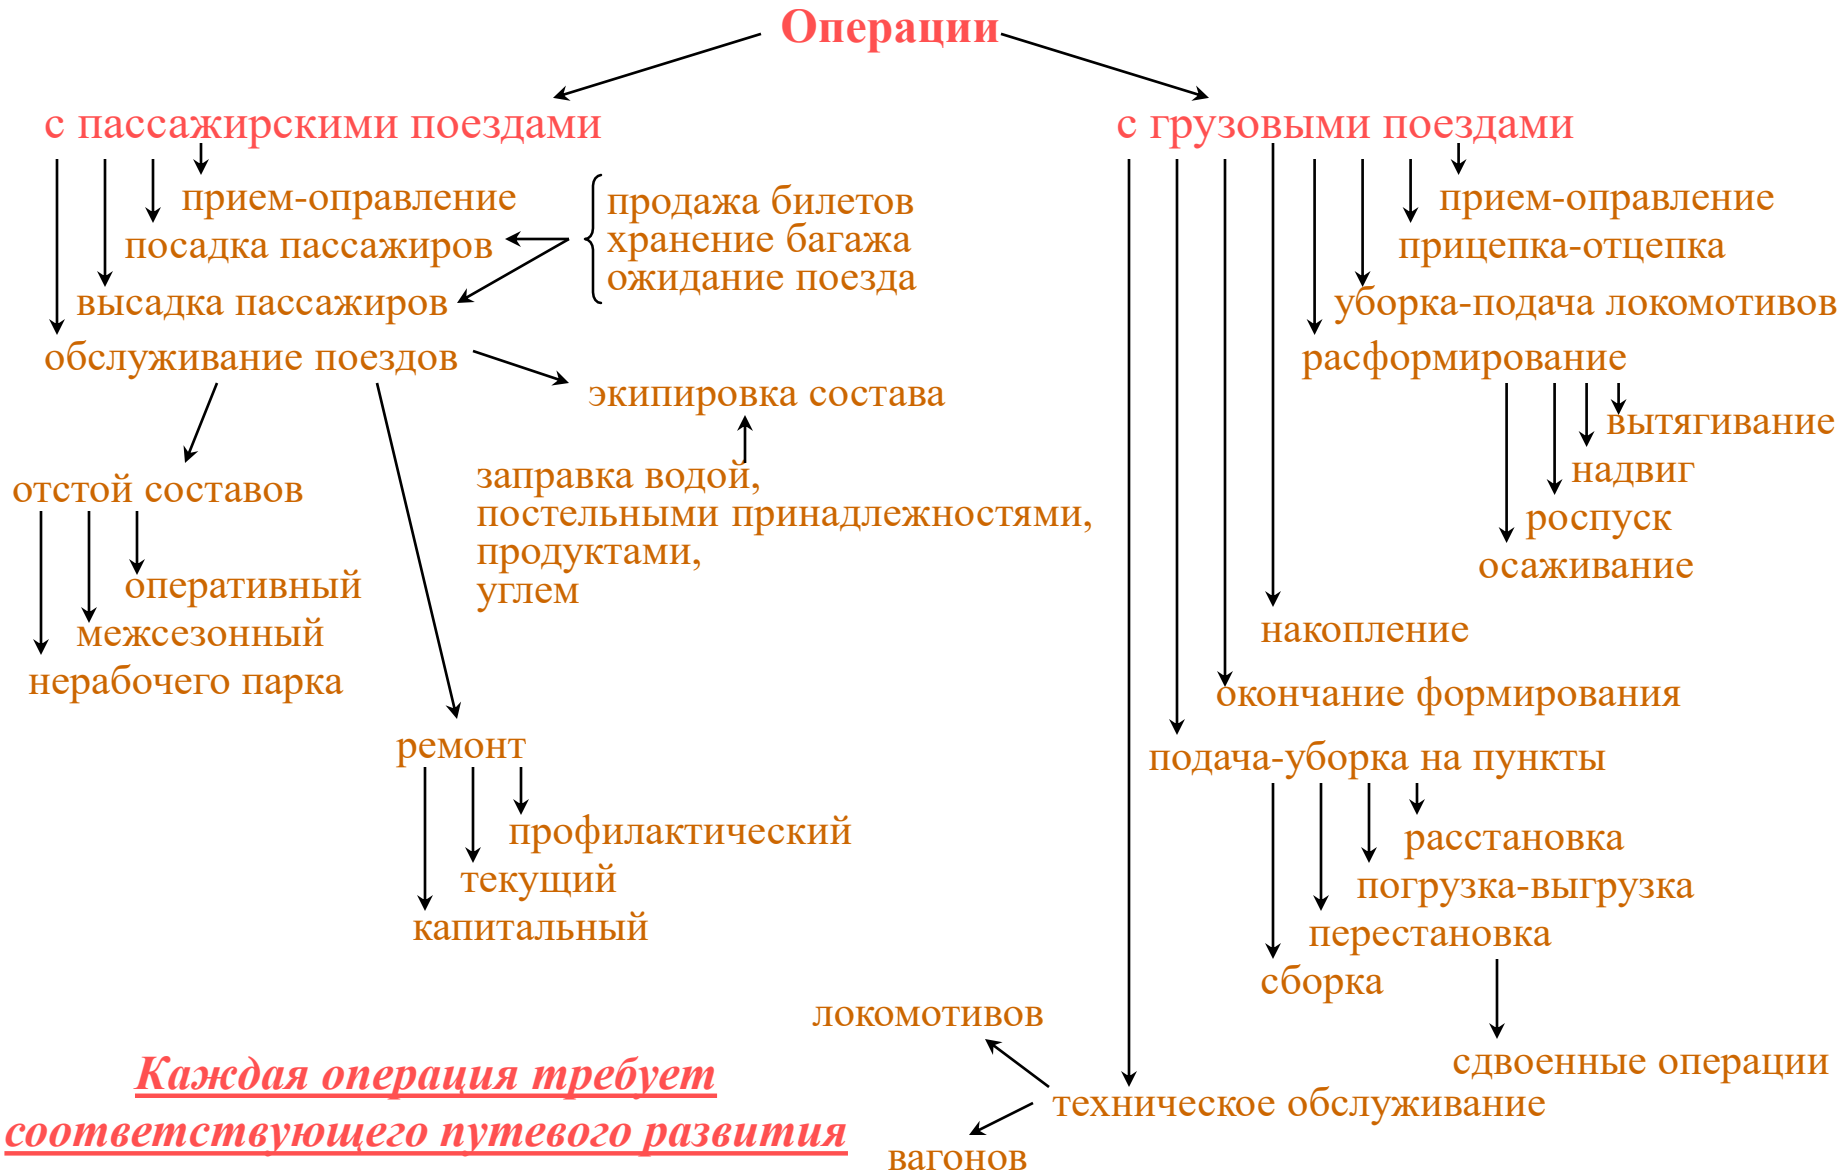 Операции
с пассажирскими поездами
прием-оправление
посадка пассажиров
высадка пассажиров
обслуживание поездов
продажа билетов
хранение багажа
ожидание поезда
экипировка состава
заправка водой,
постельными принадлежностями,
продуктами,
углем
отстой составов
оперативный
межсезонный
нерабочего парка
ремонт
профилактический
текущий
капитальный
с грузовыми поездами
прием-оправление
прицепка-отцепка
уборка-подача локомотивов
расформирование
вытягивание
надвиг
роспуск
осаживание
накопление
окончание формирования
подача-уборка на пункты
расстановка
погрузка-выгрузка
перестановка
сборка
сдвоенные операции
техническое обслуживание
локомотивов
вагонов
Каждая операция требует
соответствующего путевого развития